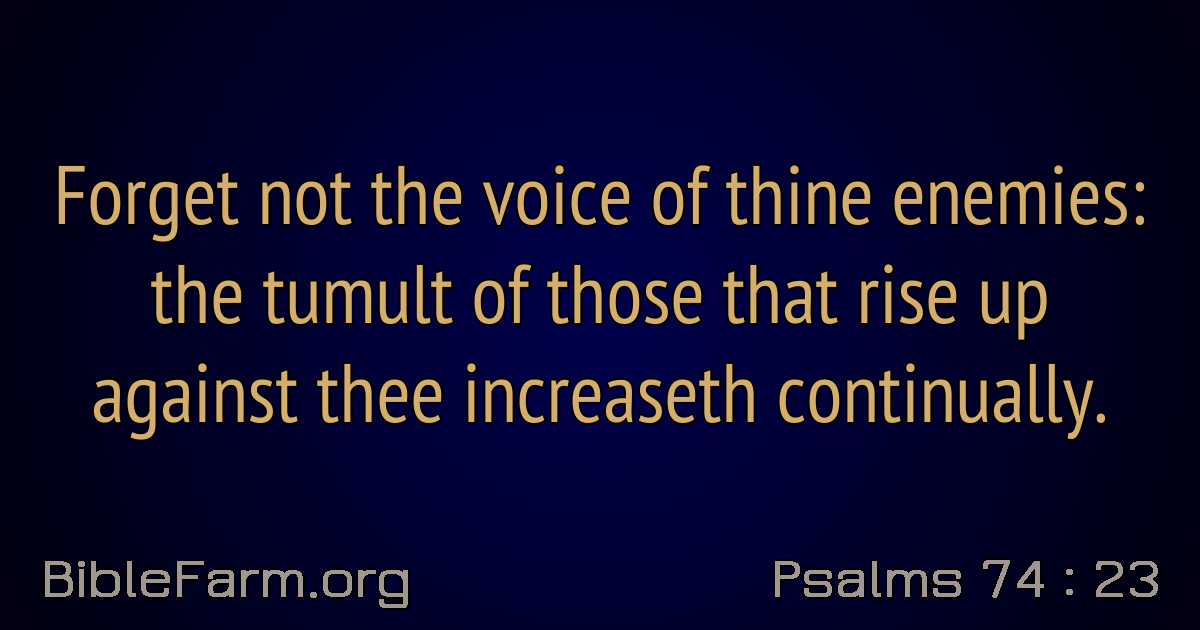 Forget not the voice of thine enemies:
the tumult of those that rise up
against thee increaseth continually.
BibleFarm.org
Psalms 74 : 23